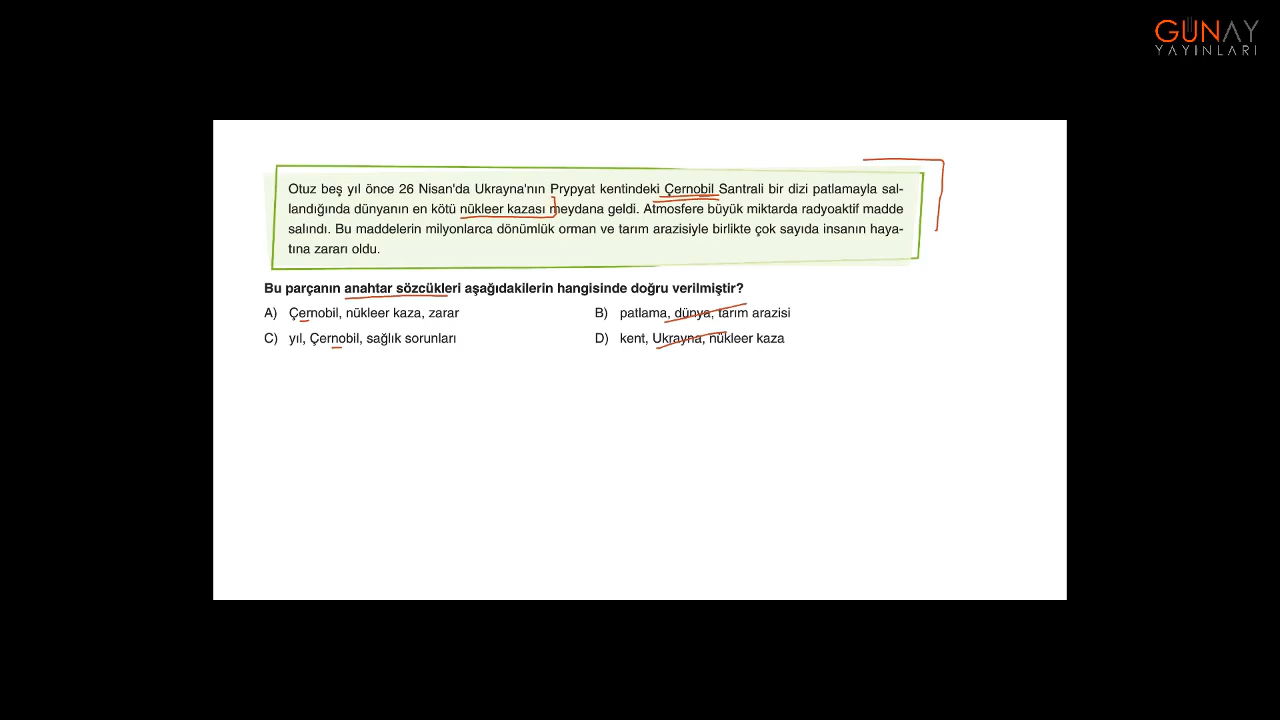 GÜNAY
YAYINLARI
Otuz beş yıl önce 26 Nisan'da Ukrayna'nın Prypyat kentindeki Çernobil Santrali bir dizi patlamayla sal-
landığında dünyanın en kötü nükleer kazası meydana geldi. Atmosfere büyük miktarda radyoaktif madde
salındı. Bu maddelerin milyonlarca dönümlük orman ve tarım arazisiyle birlikte çok sayıda insanın haya-
tına zararı oldu.
Bu parçanın anahtar sözcükleri aşağıdakilerin hangisinde doğru verilmiştir?
A) Çernobil, nükleer kaza, zarar
B) patlama, dünya, tarım arazisi
C) yıl, Çernobil, sağlık sorunları
D) kent, Ukrayna, nükleer kaza